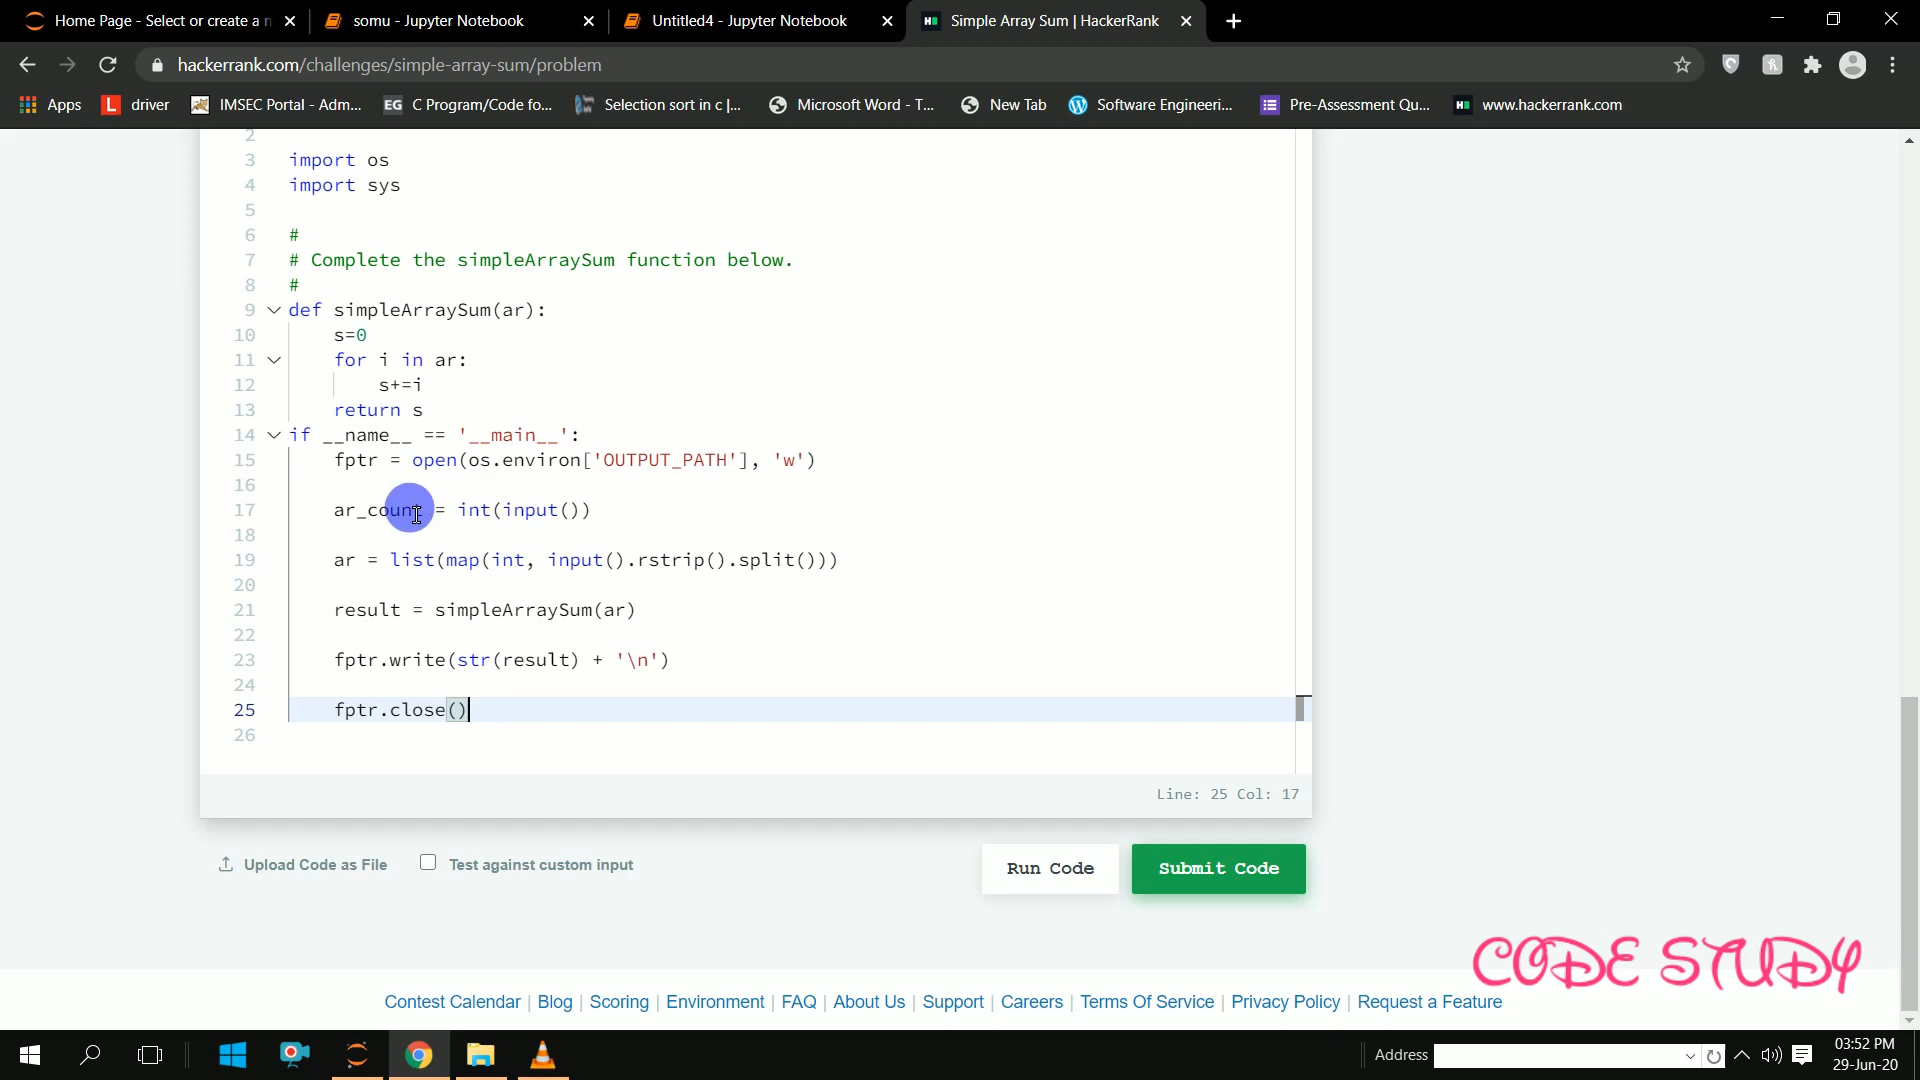 Home Page - Select or create a n
somu - Jupyter Notebook
Untitled4 - Jupyter Notebook
Simple Array Sum | HackerRank
hackerrank.com/challenges/simple-array-sum/problem
Apps
driver
IMSEC Portal - Adm...
EG C Program/Code fo...
Selection sort in c |...
Microsoft Word - T...
New Tab
Software Engineeri...
Pre-Assessment Qu...
www.hackerrank.com
2
3 import os
4 import sys
5
6 #
7 # Complete the simpleArraySum function below.
8 #
9 def simpleArraySum(ar):
10 s=0
11 for i in ar:
12 s+=i
13 return s
14 if __name__ == '__main__':
15 fptr = open(os.environ['OUTPUT_PATH'], 'w')
16
17 ar_count = int(input())
18
19 ar = list(map(int, input().rstrip().split()))
20
21 result = simpleArraySum(ar)
22
23 fptr.write(str(result) + '\n')
24
25 fptr.close()
26
Line: 25 Col: 17
Upload Code as File
Test against custom input
Run Code
Submit Code
CODE STUDY
Contest Calendar | Blog | Scoring | Environment | FAQ | About Us | Support | Careers | Terms Of Service | Privacy Policy | Request a Feature
Address
03:52 PM
29-Jun-20